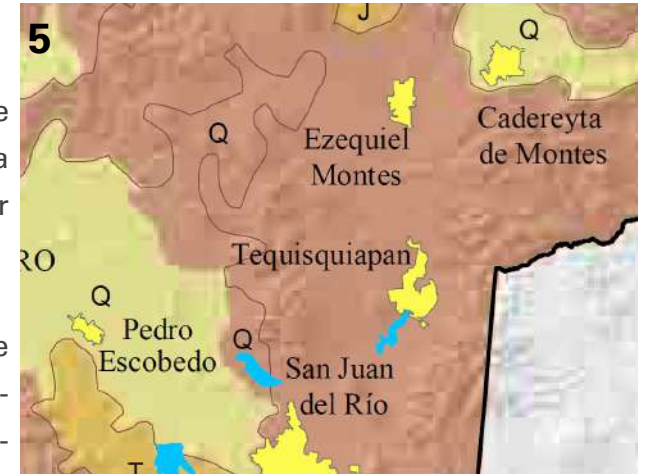 5
J
Q
e
a
r
Q
Ezequiel
Montes
Cadereyta
de Montes
RO
Tequisquiapan
Q
Pedro
Escobedo
Q
San Juan
del Río
e
-
-
T